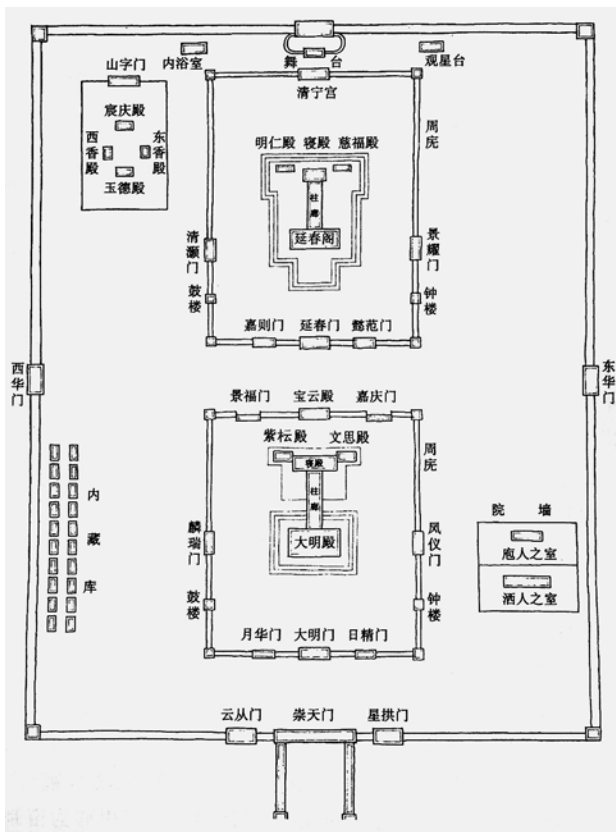 山字门
内浴室
舞台
观星台
清宁宫
宸庆殿
西香殿
东香殿
玉德殿
周庑
明仁殿
寝殿
慈福殿
柱廊
延春阁
清灏门
景耀门
鼓楼
钟楼
嘉则门
延春门
懿范门
西华门
东华门
景福门
宝云殿
嘉庆门
紫枟殿
文思殿
周庑
寝殿
柱廊
内藏库
院墙
大明殿
麟瑞门
凤仪门
庖人之室
酒人之室
鼓楼
钟楼
月华门
大明门
日精门
云从门
崇天门
星拱门